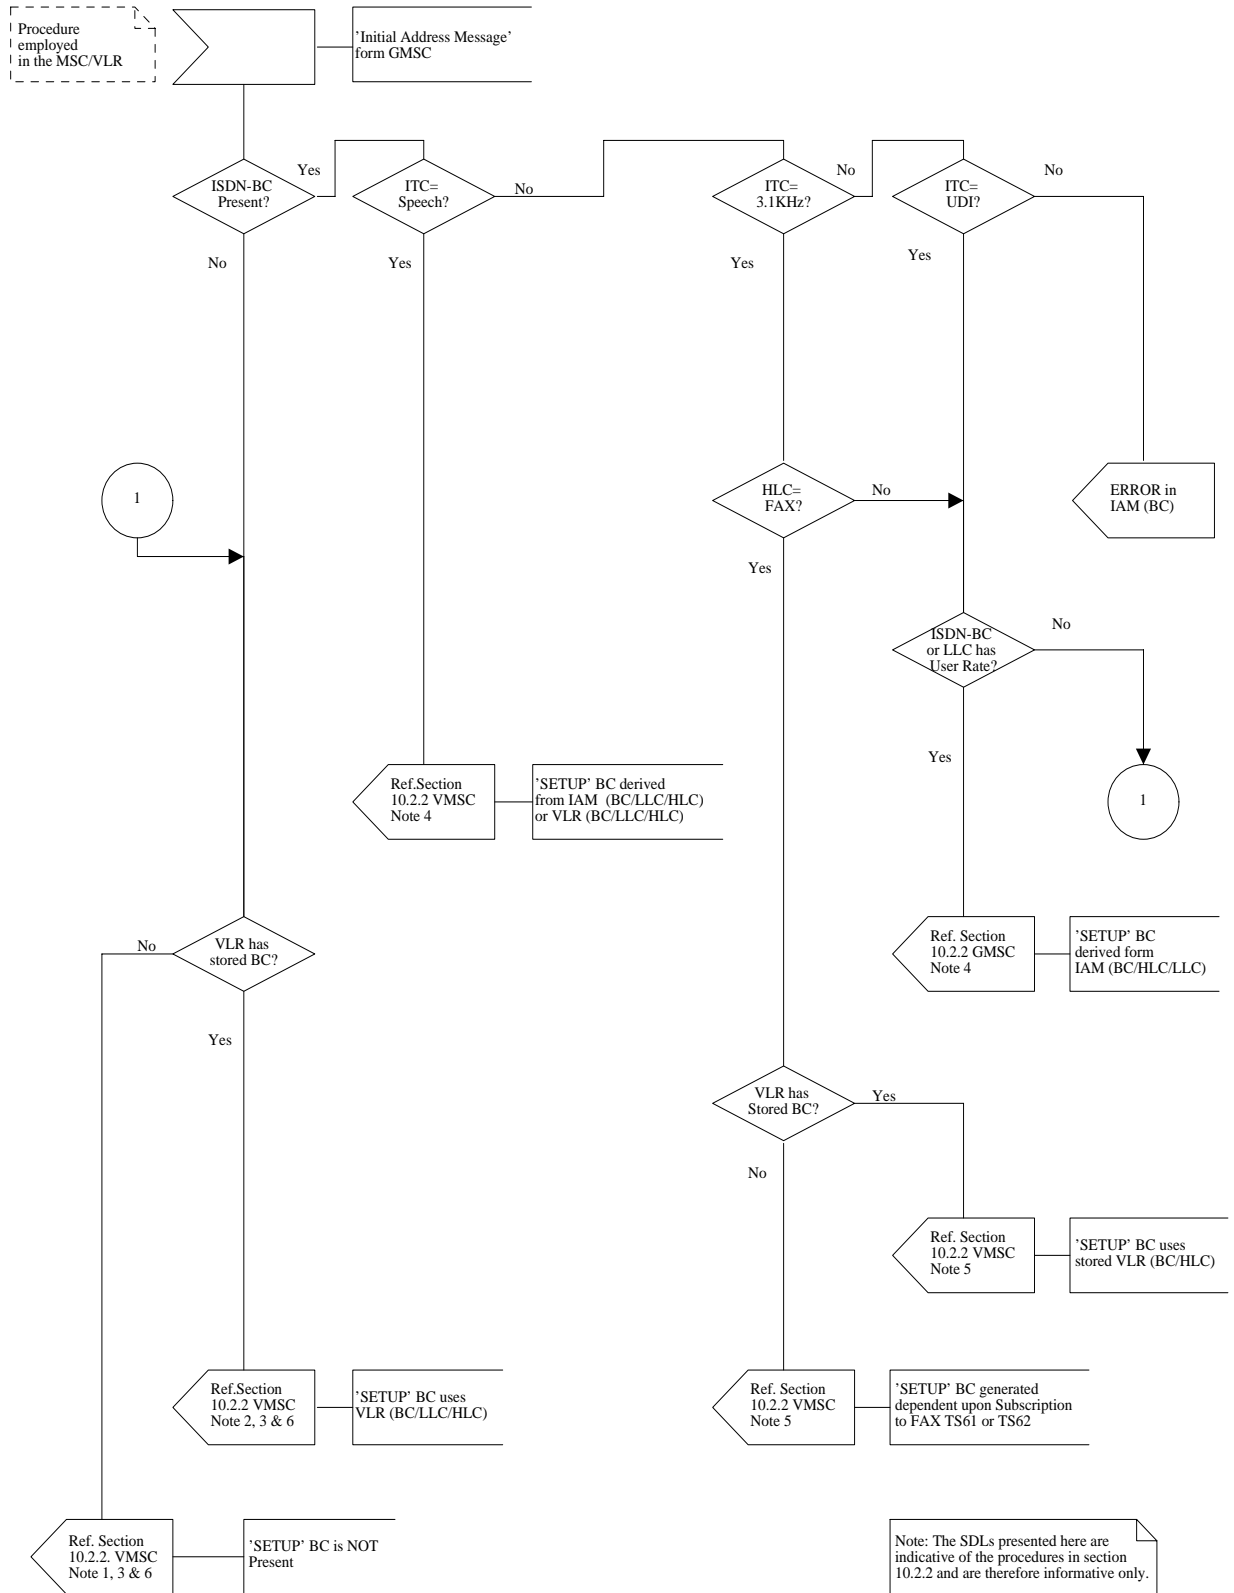 Procedure
employed
in the MSC/VLR
'Initial Address Message'
form GMSC
ISDN-BC
Present?
Yes
ITC=
Speech?
No
ITC=
3.1KHz?
No
ITC=
UDI?
No
No
Yes
Yes
Yes
1
HLC=
FAX?
No
ERROR in
IAM (BC)
Yes
ISDN-BC
or LLC has
User Rate?
No
Yes
Ref.Section
10.2.2 VMSC
Note 4
'SETUP' BC derived
from IAM (BC/LLC/HLC)
or VLR (BC/LLC/HLC)
1
No
VLR has
stored BC?
Ref. Section
10.2.2 GMSC
Note 4
'SETUP' BC
derived form
IAM (BC/HLC/LLC)
Yes
VLR has
Stored BC?
Yes
No
Ref. Section
10.2.2 VMSC
Note 5
'SETUP' BC uses
stored VLR (BC/HLC)
Ref.Section
10.2.2 VMSC
Note 2, 3 & 6
'SETUP' BC uses
VLR (BC/LLC/HLC)
Ref. Section
10.2.2 VMSC
Note 5
'SETUP' BC generated
dependent upon Subscription
to FAX TS61 or TS62
Ref. Section
10.2.2. VMSC
Note 1, 3 & 6
'SETUP' BC is NOT
Present
Note: The SDLs presented here are
indicative of the procedures in section
10.2.2 and are therefore informative only.